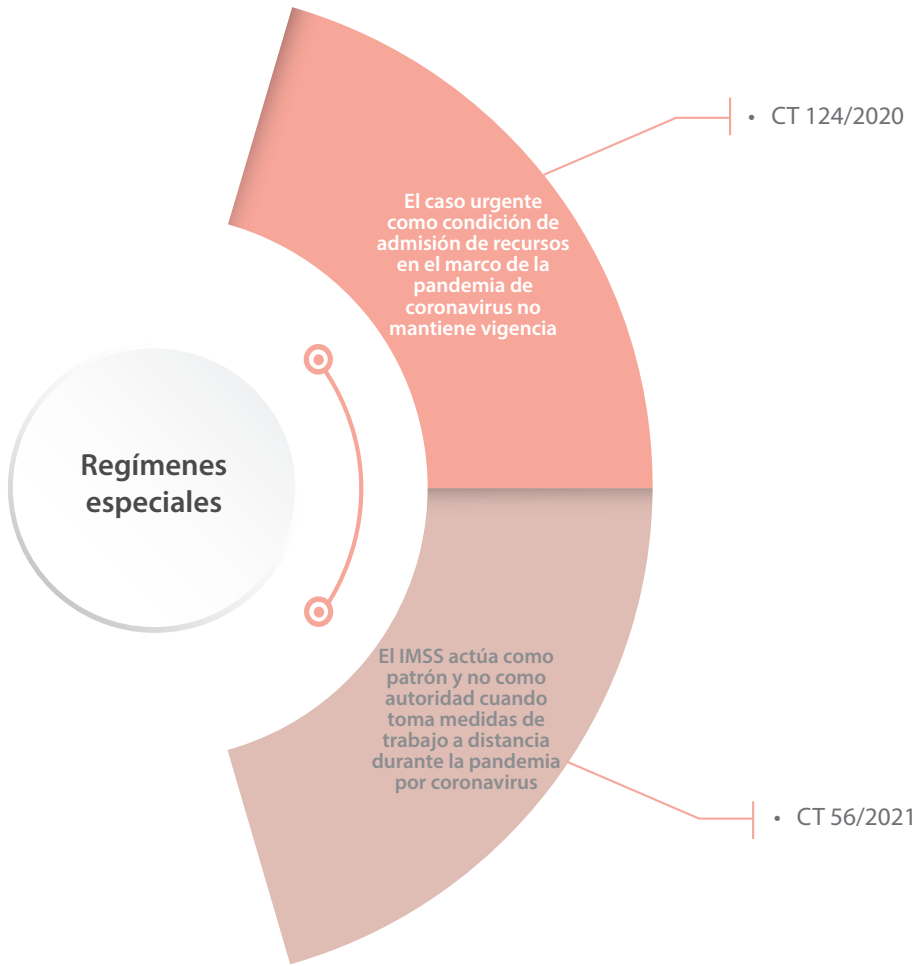 • CT 124/2020
El caso urgente
como condición de
admisión de recursos
en el marco de la
pandemia de
coronavirus no
mantiene vigencia
Regímenes
especiales
El IMSS actúa como
patrón y no como
autoridad cuando
toma medidas de
trabajo a distancia
durante la pandemia
por coronavirus
• CT 56/2021